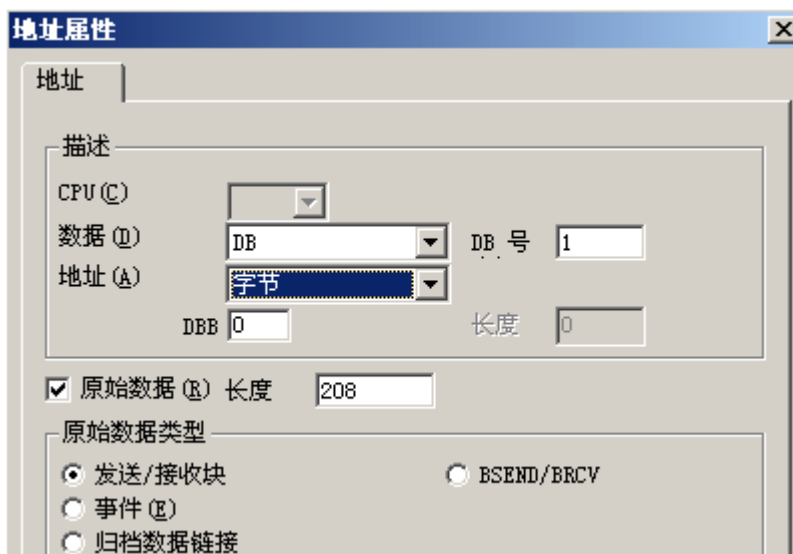 地址属性
地址
描述
CPU(C)
数据(D) DB DB 号 1
地址(A) 字节
DBB 0 长度 0
原始数据(R) 长度 208
原始数据类型
发送/接收块 BSEND/BRCV
事件(E)
归档数据链接